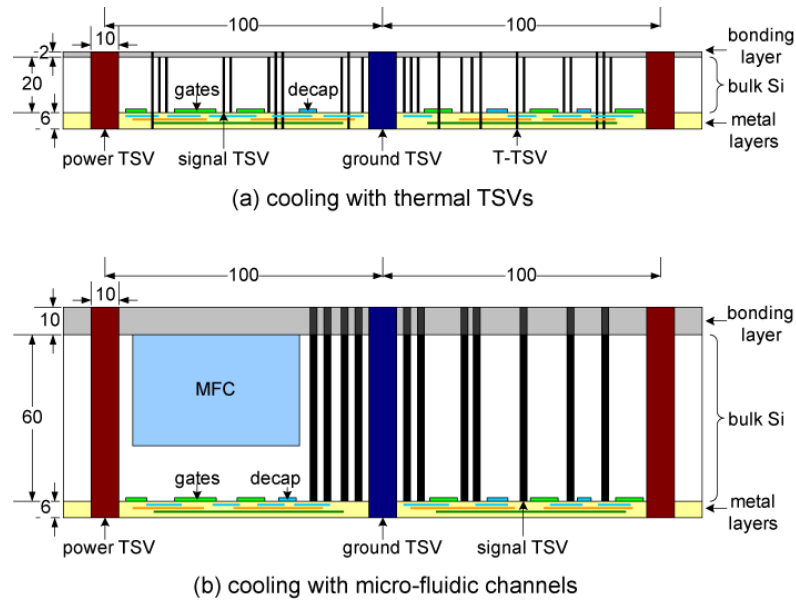 100
100
10
2
20
6
gates
decap
bonding
layer
bulk Si
metal
layers
power TSV
signal TSV
ground TSV
T-TSV
(a) cooling with thermal TSVs
100
100
10
10
60
6
MFC
gates
decap
bonding
layer
bulk Si
metal
layers
power TSV
ground TSV
signal TSV
(b) cooling with micro-fluidic channels